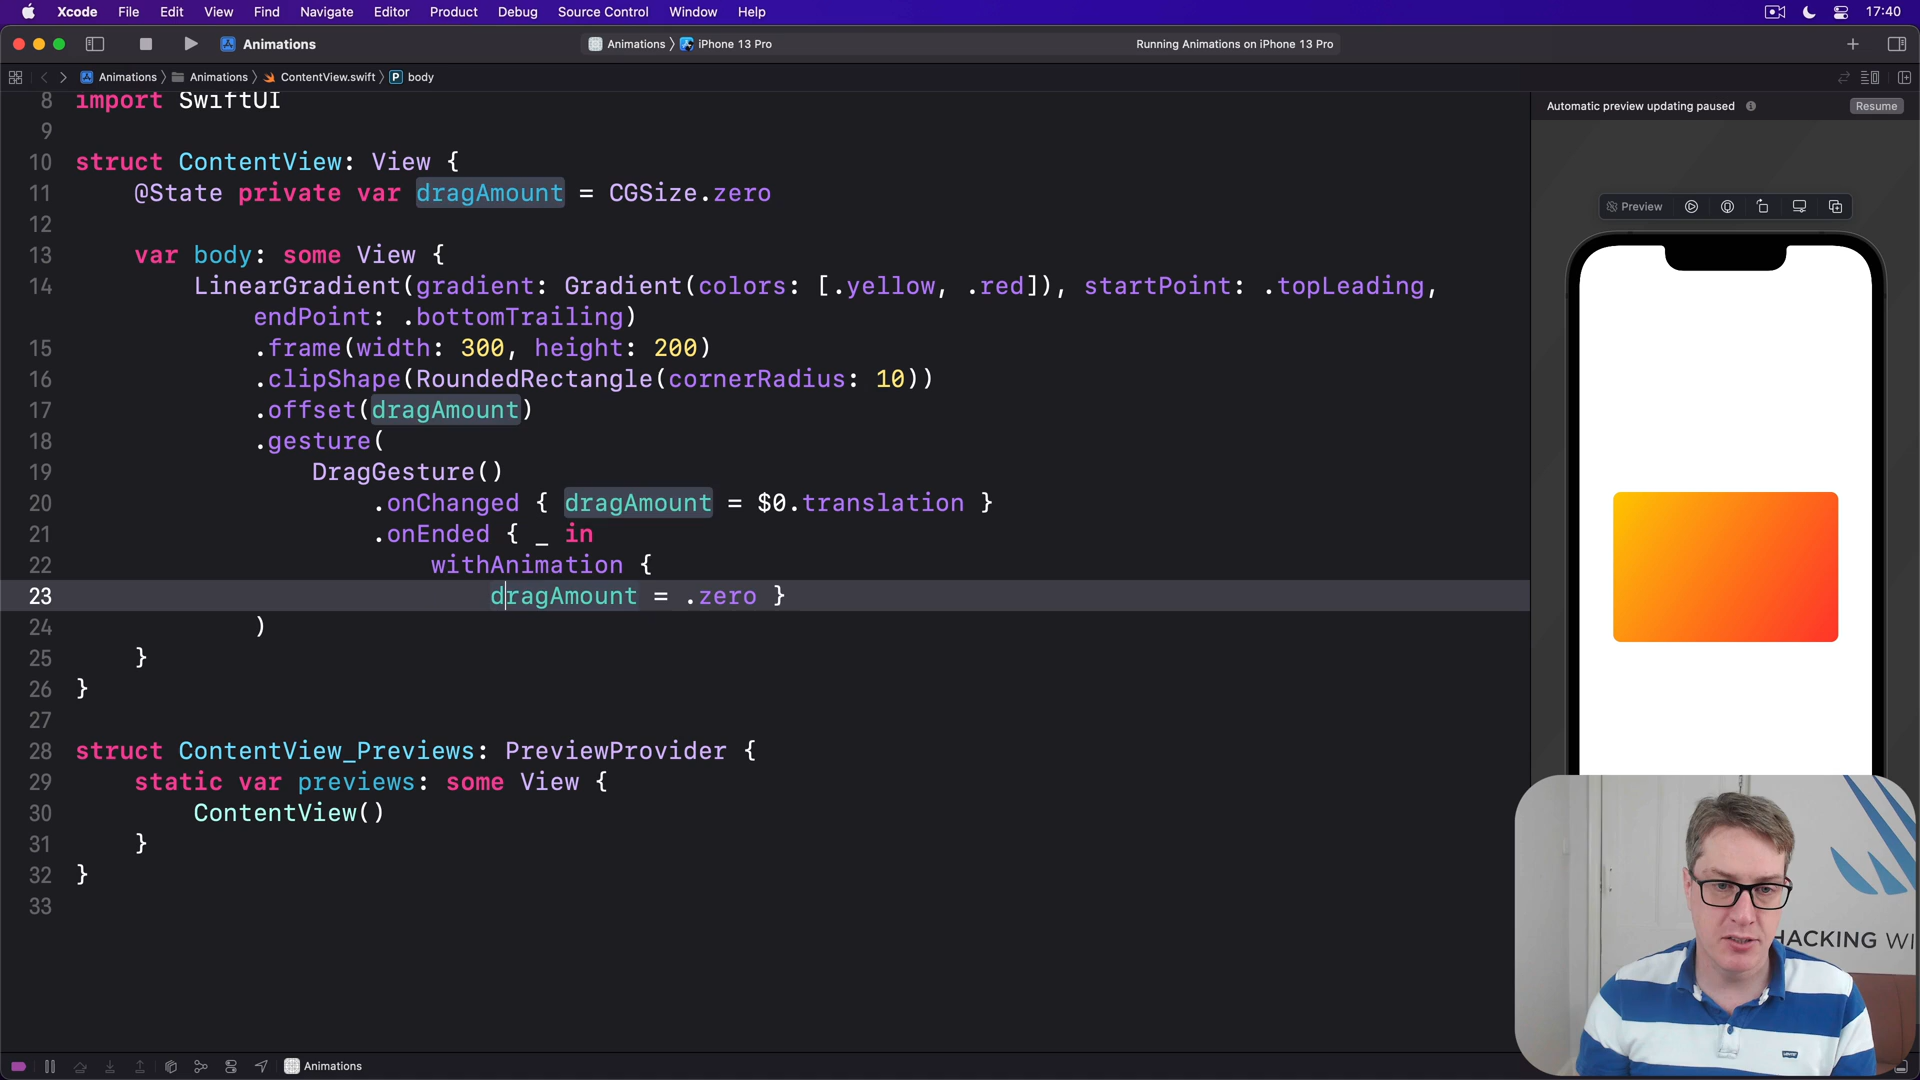 Xcode File Edit View Find Navigate Editor Product Debug Source Control Window Help 17:40
Animations Animations iPhone 13 Pro Running Animations on iPhone 13 Pro
Animations Animations ContentView.swift body
Automatic preview updating paused Resume
Preview
8 import SwiftUI
9
10 struct ContentView: View {
11 @State private var dragAmount = CGSize.zero
12
13 var body: some View {
14 LinearGradient(gradient: Gradient(colors: [.yellow, .red]), startPoint: .topLeading,
endPoint: .bottomTrailing)
15 .frame(width: 300, height: 200)
16 .clipShape(RoundedRectangle(cornerRadius: 10))
17 .offset(dragAmount)
18 .gesture(
19 DragGesture()
20 .onChanged { dragAmount = $0.translation }
21 .onEnded { _ in
22 withAnimation {
23 dragAmount = .zero }
24 )
25 }
26 }
27
28 struct ContentView_Previews: PreviewProvider {
29 static var previews: some View {
30 ContentView()
31 }
32 }
33
HACKING WI
Levi's
Animations